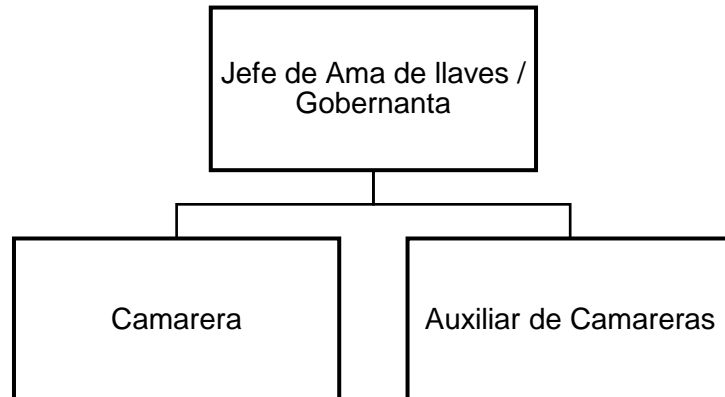 Jefe de Ama de llaves /
Gobernanta
Camarera
Auxiliar de Camareras